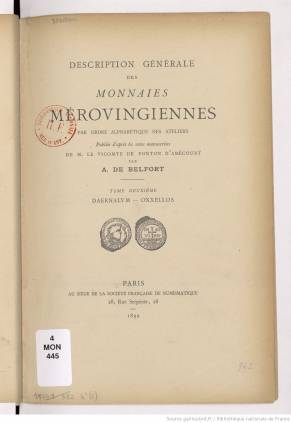 DESCRIPTION GÉNÉRALE
DES
MONNAIES
MÉROVINGIENNES
PAR ORDRE ALPHABÉTIQUE DES ATELIERS
Publiée d'après les notes manuscrites
DE M. LE VICOMTE DE PONTON D'AMÉCOURT
PAR
A. DE BELFORT
TOME DEUXIÈME
DAERNALVM — OXXELLOS
PARIS
AU SIÈGE DE LA SOCIÉTÉ FRANÇAISE DE NUMISMATIQUE
28, Rue Serpente, 28
1892
4
MON
445
Source gallica.bnf.fr / Bibliothèque nationale de France